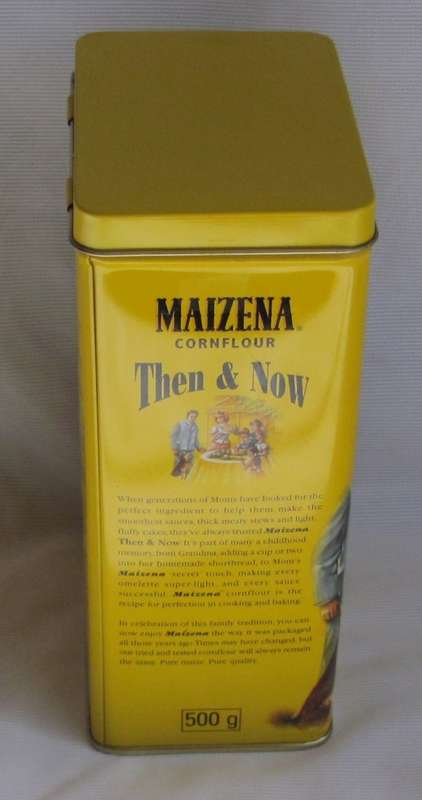 MAIZENA®
CORNFLOUR
Then & Now
When generations of Moms have looked for the
perfect ingredient to help them make the
smoothest sauces, thick meaty stews and light,
fluffy cakes, they've always trusted Maizena.
Then & Now. It's part of many a childhood
memory, from Grandma, adding a cup or two
into her homemade shortbread, to Mom's
Maizena secret touch, making every
omelette super-light, and every sauce
successful. Maizena cornflour is the
recipe for perfection in cooking and baking.
In celebration of this family tradition, you can
now enjoy Maizena the way it was packaged
all those years ago. Times may have changed, but
our tried and tested cornflour will always remain
the same. Pure maize. Pure quality.
500 g